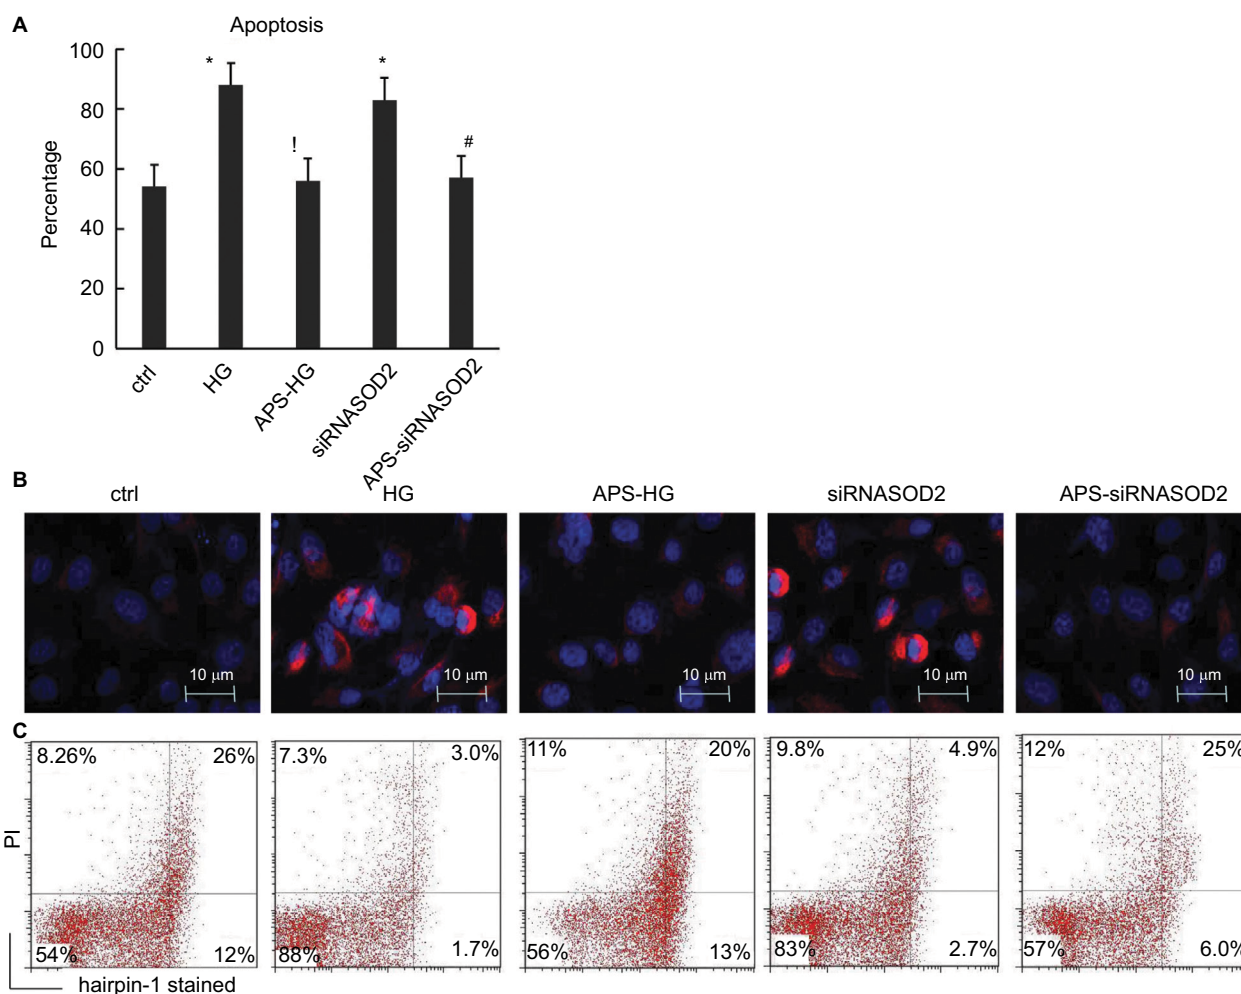 A
Apoptosis
Percentage
100
80
60
40
20
0
* ! * #
ctrl
HG
APS-HG
siRNASOD2
APS-siRNASOD2
B
ctrl HG APS-HG siRNASOD2 APS-siRNASOD2
10 µm 10 µm 10 µm 10 µm 10 µm
C
8.26% 26% 7.3% 3.0% 11% 20% 9.8% 4.9% 12% 25%
PI
54% 12% 88% 1.7% 56% 13% 83% 2.7% 57% 6.0%
hairpin-1 stained